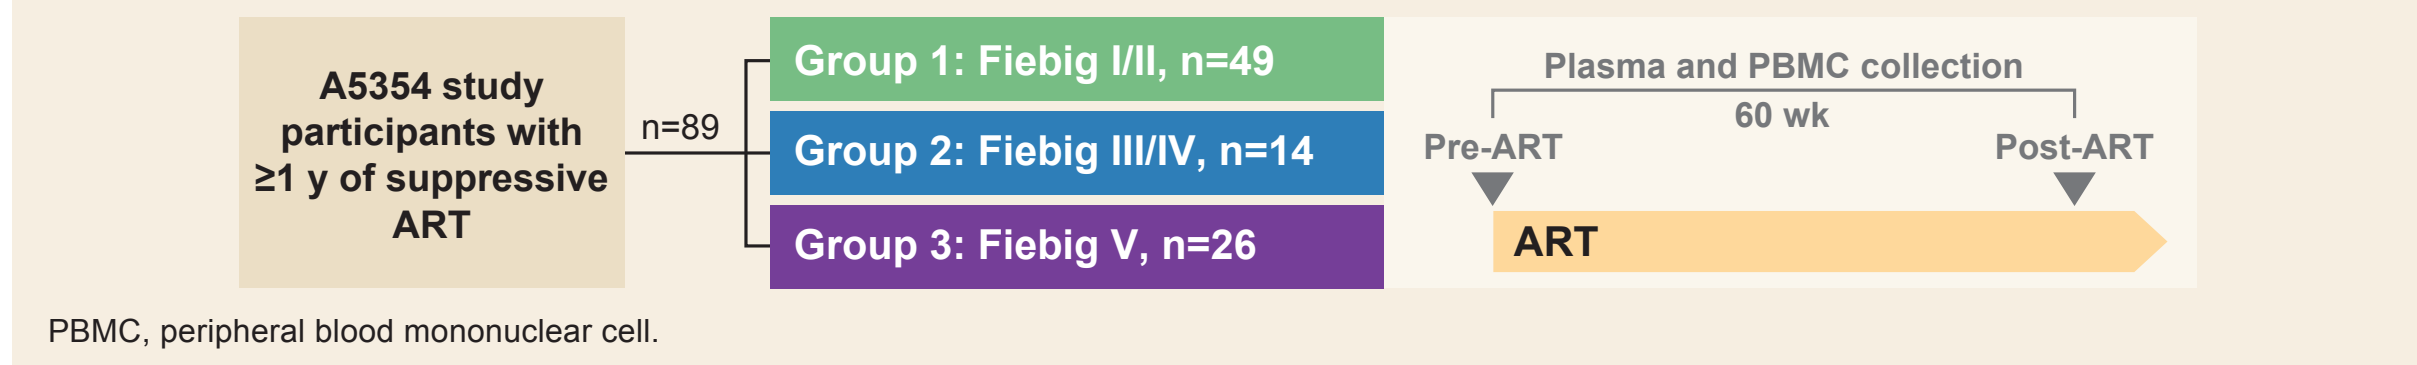 A5354 study
participants with
≥1 y of suppressive
ART
n=89
Group 1: Fiebig I/II, n=49
Group 2: Fiebig III/IV, n=14
Group 3: Fiebig V, n=26
Plasma and PBMC collection
60 wk
Pre-ART
Post-ART
ART
PBMC, peripheral blood mononuclear cell.